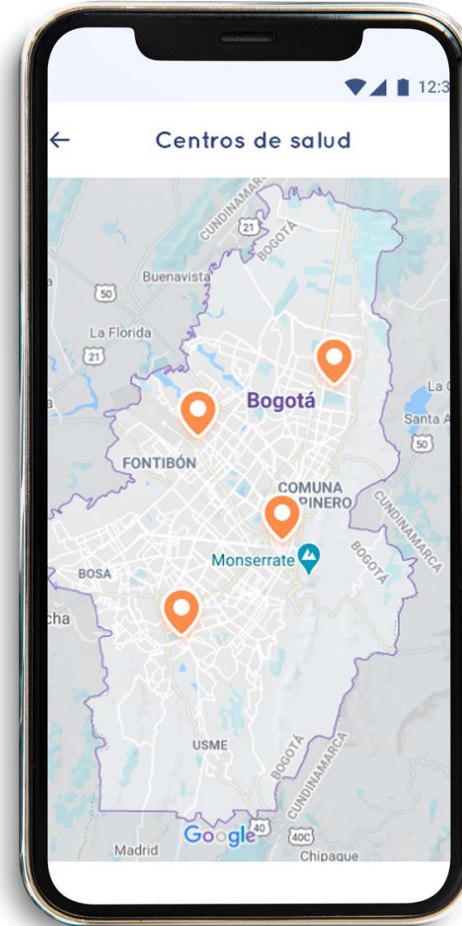 12:3
Centros de salud
CUNDINAMAR
21
BOGOTÁ
Buenavista
50
La Florida
21
Bogotá
La
Santa A
50
FONTIBÓN
COMUNA
PINERO
CUNDINAMARCA
BOGOTÁ
Monserrate
BOSA
cha
USME
BOGOTÁ
CUNDINAMARCA
Google
40
40C
Madrid
Chipaque